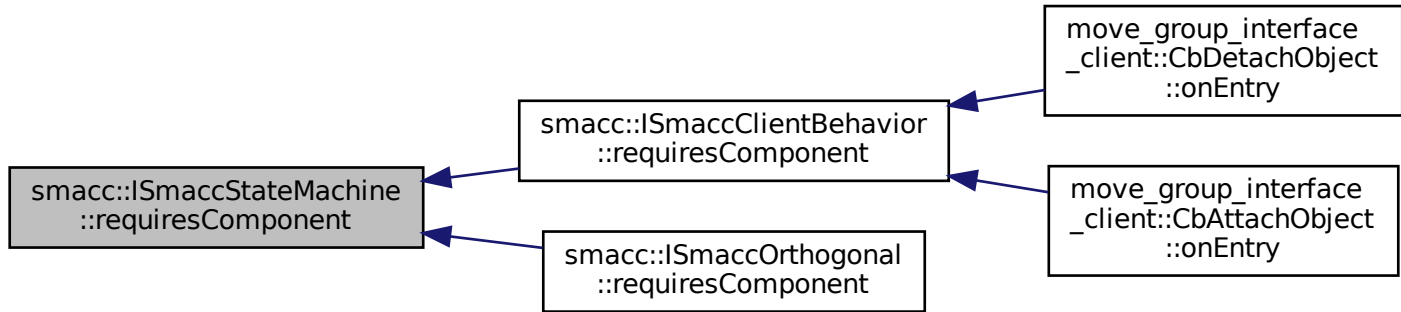 smacc::ISmaccStateMachine
::requiresComponent
smacc::ISmaccClientBehavior
::requiresComponent
smacc::ISmaccOrthogonal
::requiresComponent
move_group_interface
_client::CbDetachObject
::onEntry
move_group_interface
_client::CbAttachObject
::onEntry